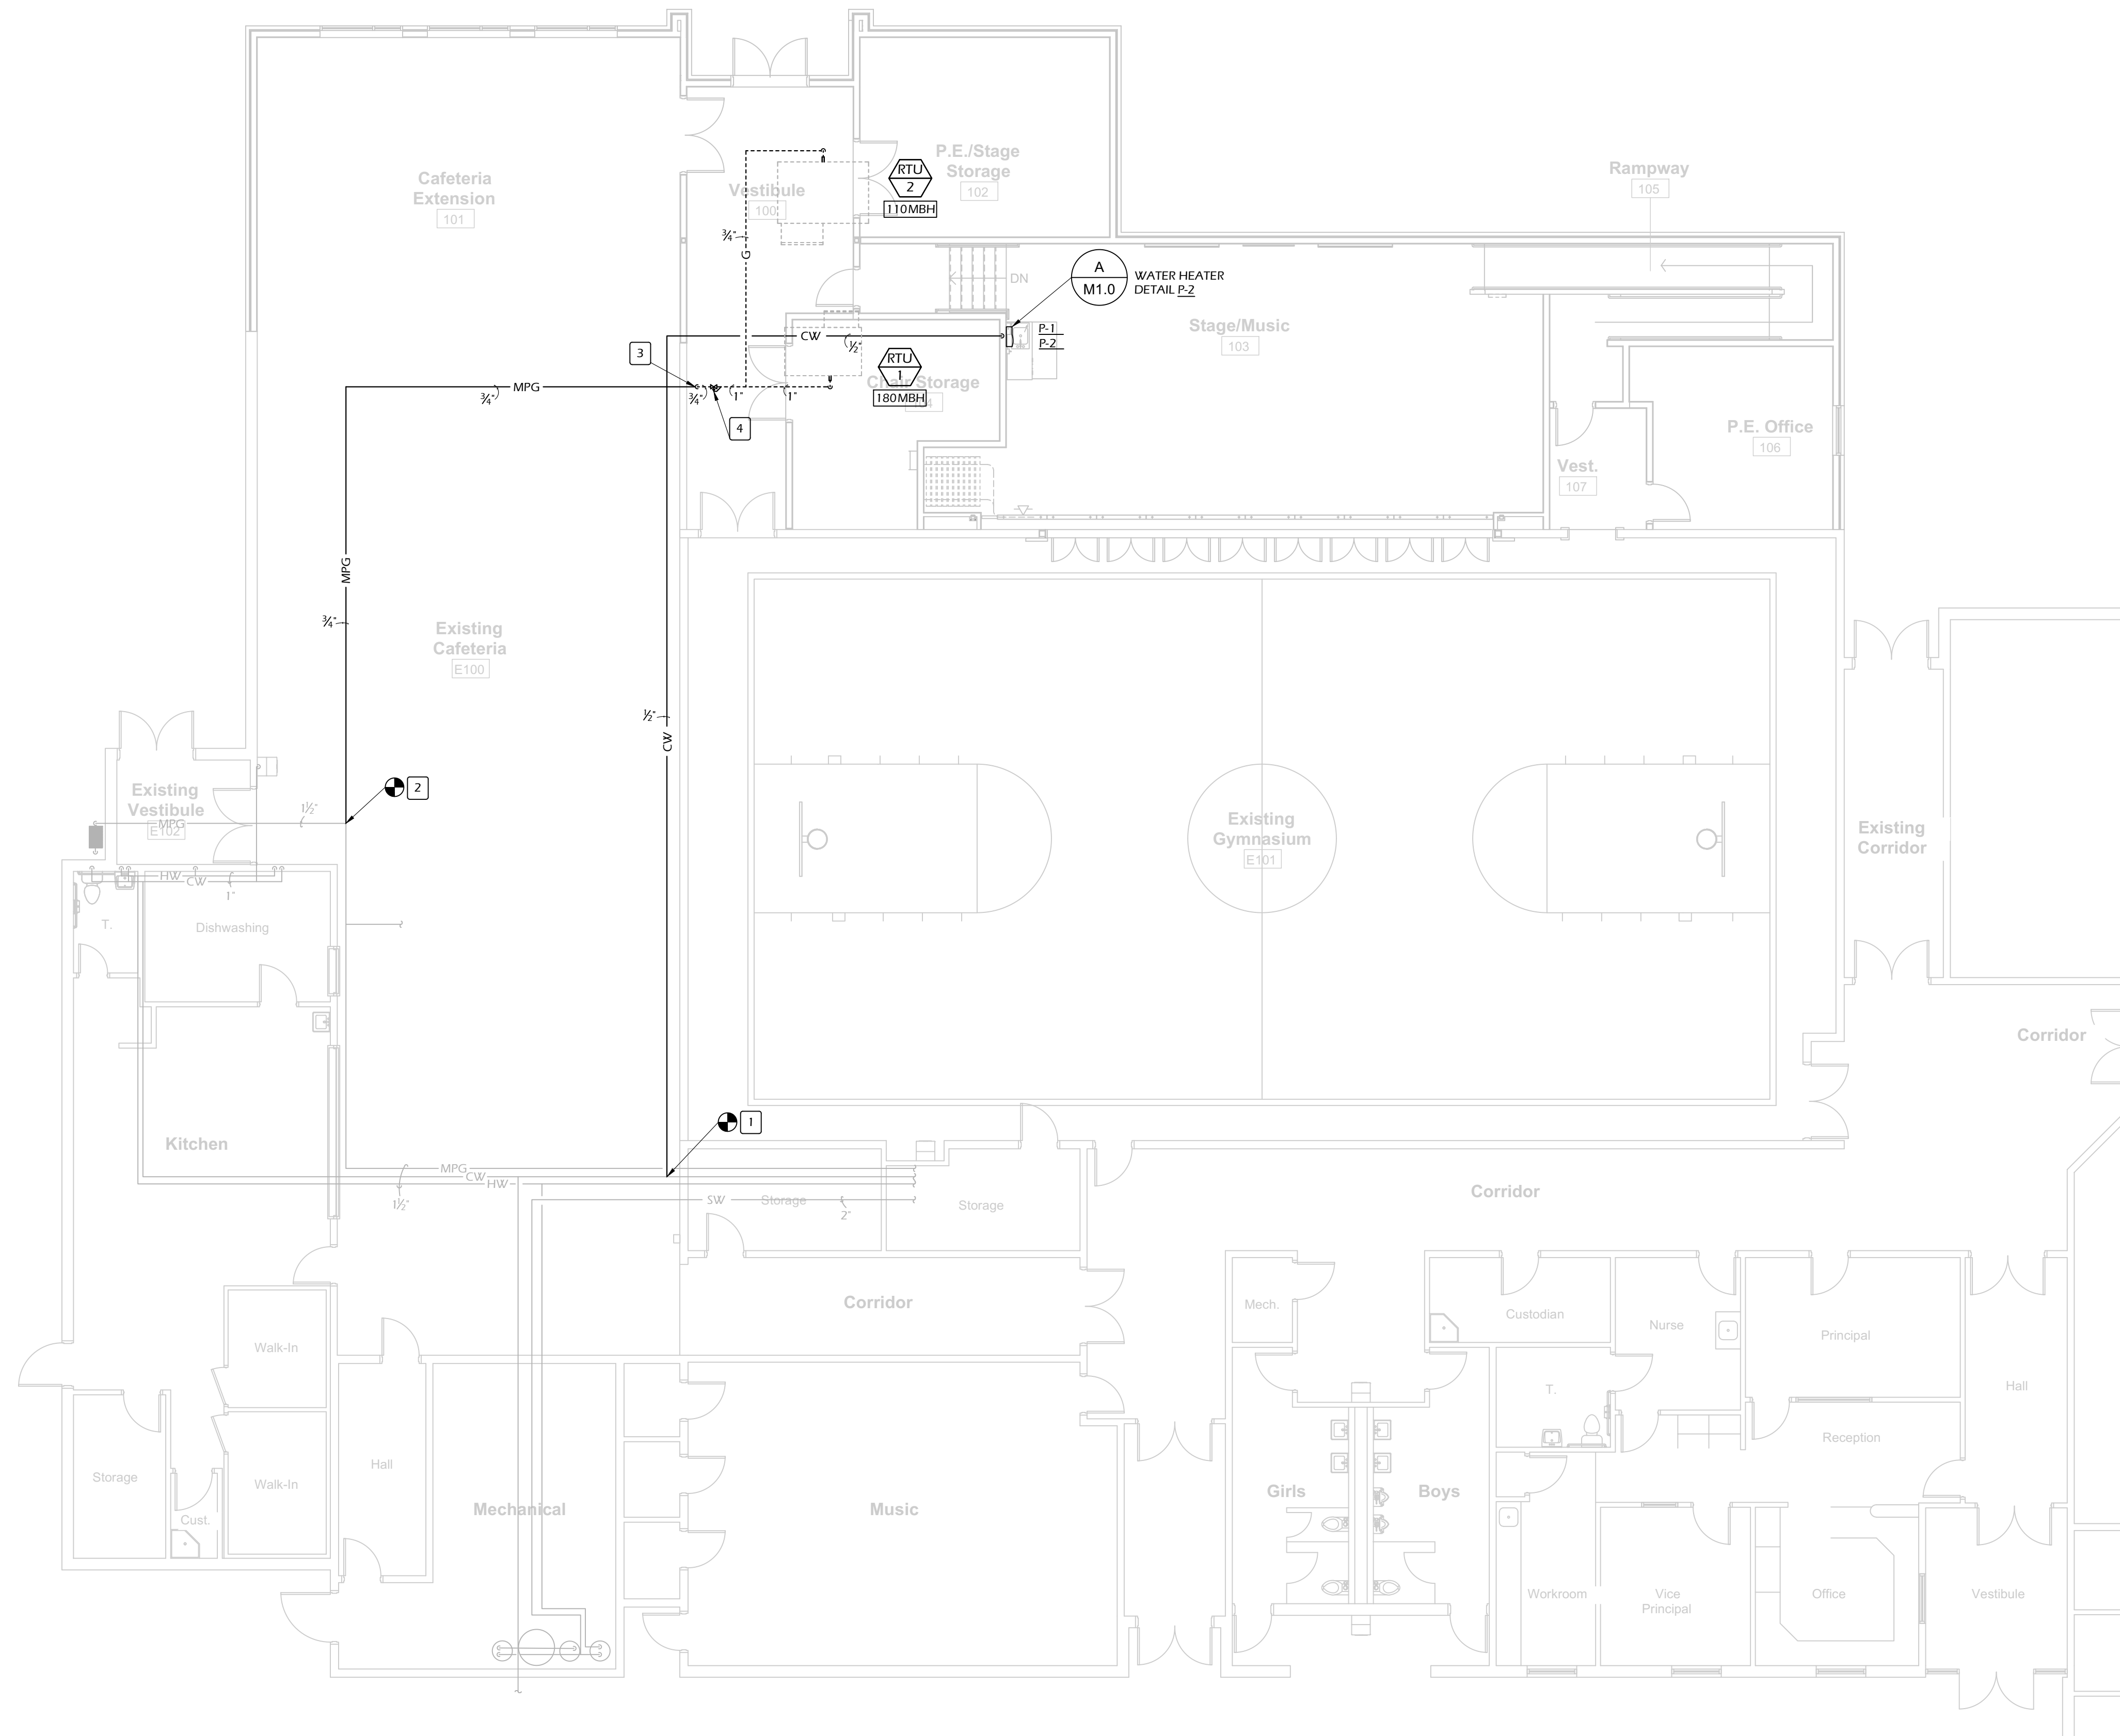 Cafeteria
Extension
101
Vestibule
100
P.E./Stage
Storage
102
RTU
2
110MBH
Rampway
105
3/4"
G
DN
A
M1.0
WATER HEATER
DETAIL P-2
CW
1/2"
P-1
P-2
Stage/Music
103
3
RTU
1
180MBH
Chair Storage
MPG
3/4"
3/4"
1"
1"
4
P.E. Office
106
Vest.
107
MPG
3/4"
Existing
Cafeteria
E100
1/2"
CW
2
Existing
Vestibule
E102
MPG
1 1/2"
Existing
Gymnasium
E101
Existing
Corridor
HW
CW
1"
T.
Dishwashing
Corridor
Kitchen
1
MPG
CW
HW
1 1/2"
SW
2"
Storage
Storage
Corridor
Corridor
Mech.
Custodian
Nurse
Principal
Walk-In
T.
Hall
Reception
Storage
Walk-In
Hall
Cust.
Mechanical
Music
Girls
Boys
Workroom
Vice
Principal
Office
Vestibule